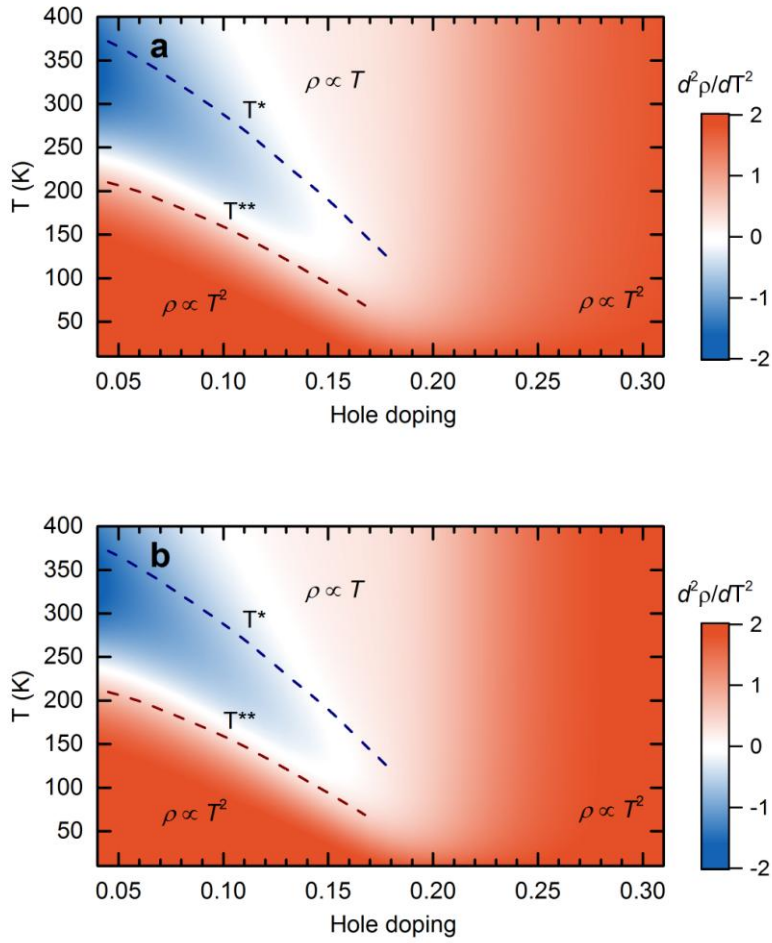 a
T*
T**
ρ ∝ T
ρ ∝ T²
ρ ∝ T²
T (K)
400
350
300
250
200
150
100
50
0.05 0.10 0.15 0.20 0.25 0.30
Hole doping
d²ρ/dT²
2
1
0
-1
-2
b
T*
T**
ρ ∝ T
ρ ∝ T²
ρ ∝ T²
T (K)
400
350
300
250
200
150
100
50
0.05 0.10 0.15 0.20 0.25 0.30
Hole doping
d²ρ/dT²
2
1
0
-1
-2